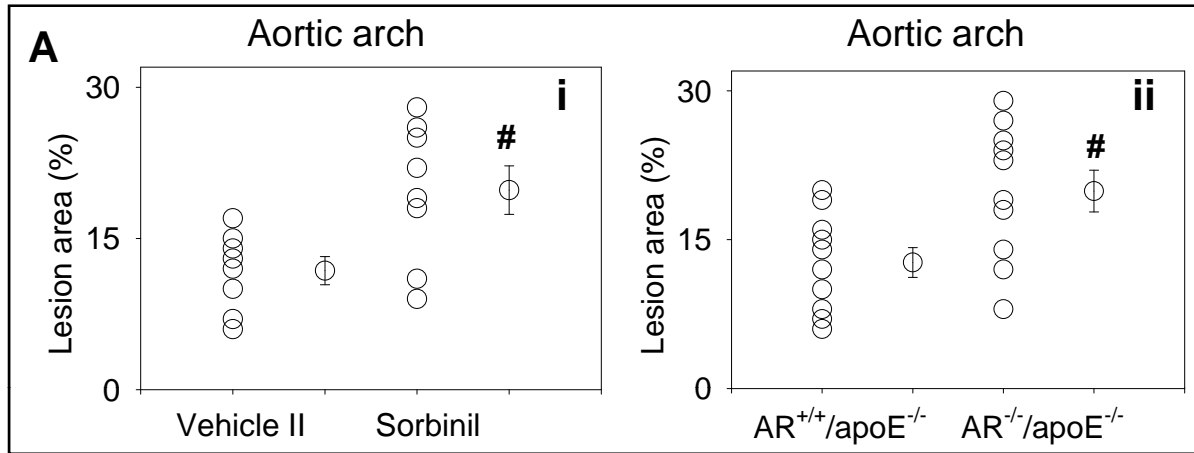 A
Aortic arch
i
Lesion area (%)
30
15
0
#
Vehicle II
Sorbinil
Aortic arch
ii
Lesion area (%)
30
15
0
#
AR+/+/apoE-/-
AR-/-/apoE-/-